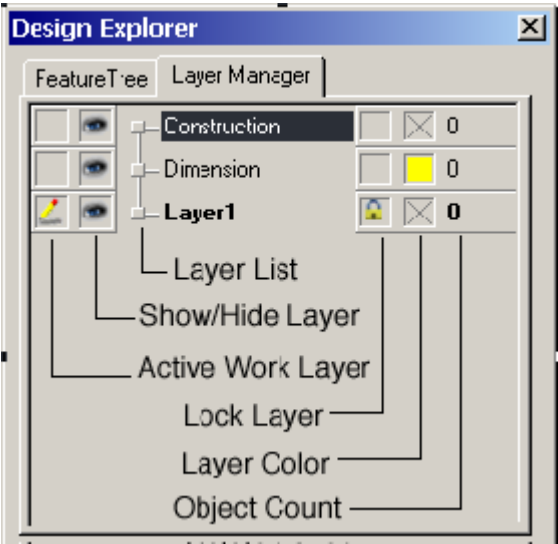 Design Explorer
FeatureTree Layer Manager
Construction 0
Dimension 0
Layer1 0
Layer List
Show/Hide Layer
Active Work Layer
Lock Layer
Layer Color
Object Count